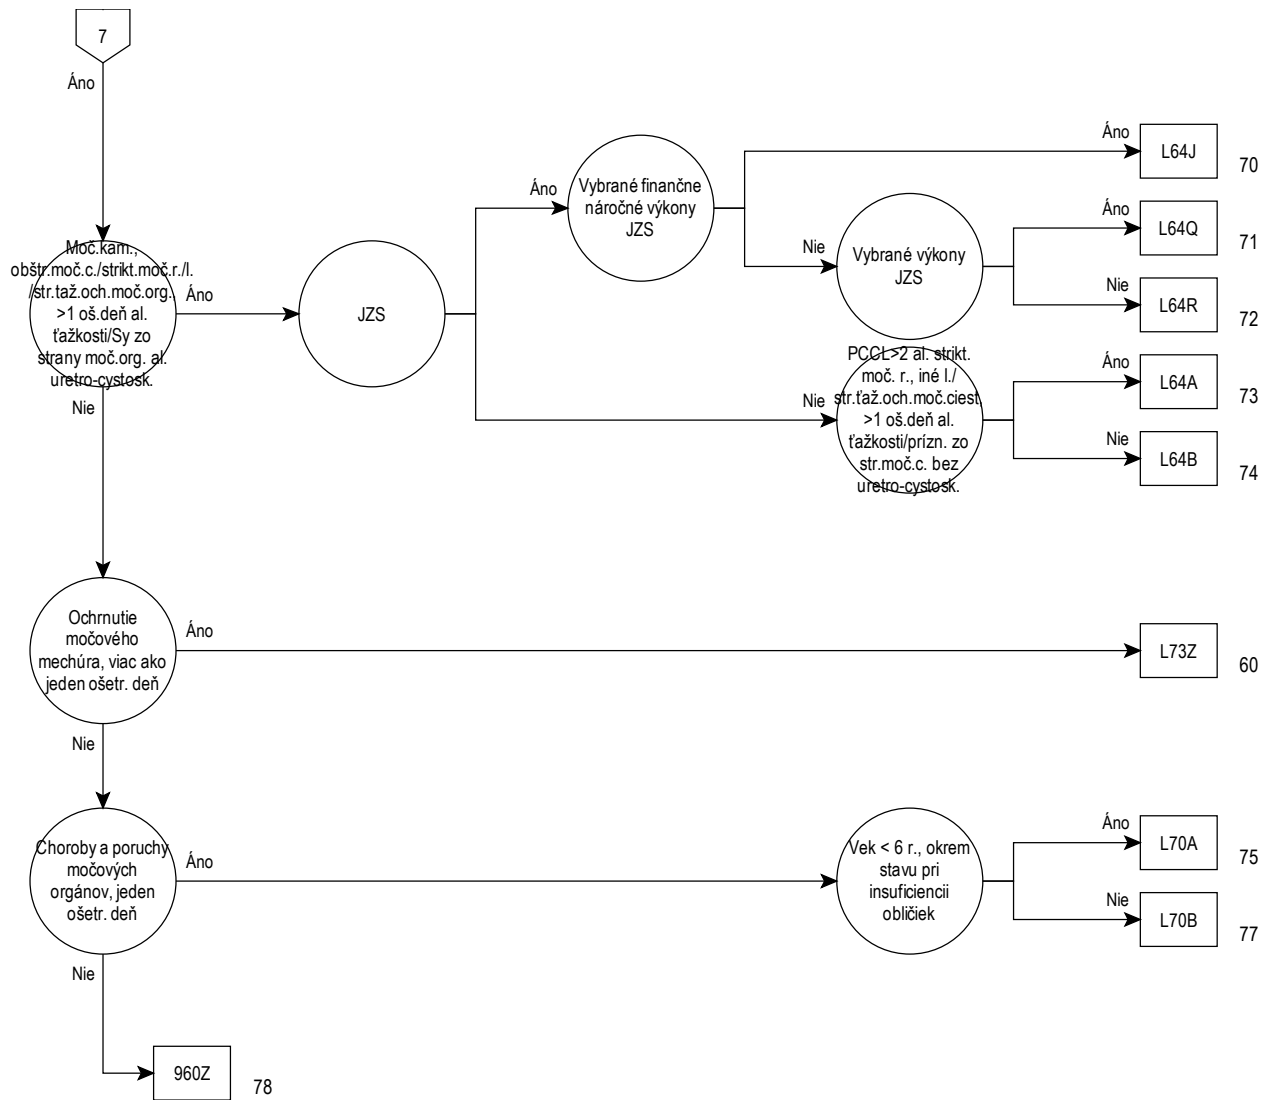 7
Áno
Moč.kam.,
obštr.moč.c./strikt.moč.r./l.
/str.taž.och.moč.org.,
>1 oš.deň al.
ťažkosti/Sy zo
strany moč.org. al.
uretro-cystosk.
Áno
Nie
JZS
Áno
Vybrané finančne
náročné výkony
JZS
Áno
L64J
70
Nie
Vybrané výkony
JZS
Áno
L64Q
71
Nie
L64R
72
Nie
PCCL>2 al. strikt.
moč. r., iné l./
str.ťaž.och.moč.ciest,
>1 oš.deň al.
ťažkosti/prízn. zo
str.moč.c. bez
uretro-cystosk.
Áno
L64A
73
Nie
L64B
74
Ochrnutie
močového
mechúra, viac ako
jeden ošetr. deň
Áno
L73Z
60
Nie
Choroby a poruchy
močových
orgánov, jeden
ošetr. deň
Áno
Vek < 6 r., okrem
stavu pri
insuficiencii
obličiek
Áno
L70A
75
Nie
L70B
77
Nie
960Z
78